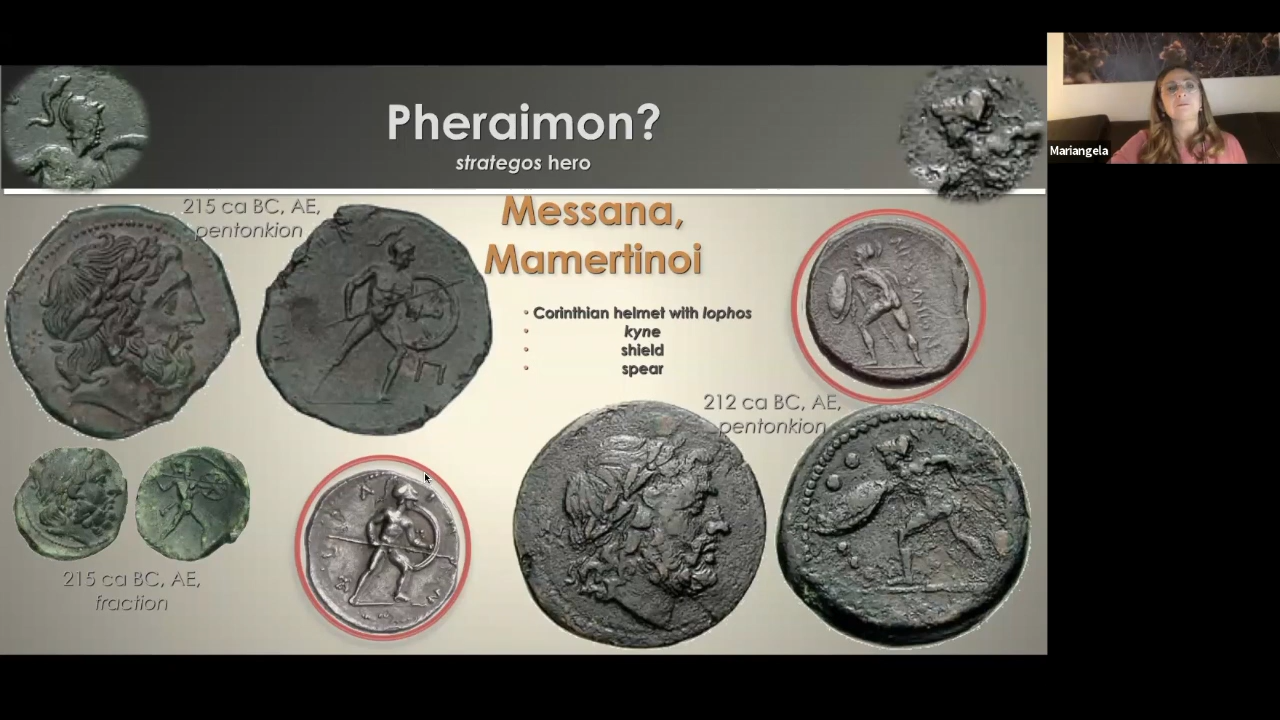 Pheraimon?
strategos hero
Mariangela
215 ca BC, AE,
pentonkion
Messana,
Mamertinoi
• Corinthian helmet with lophos
• kyne
• shield
• spear
212 ca BC, AE,
pentonkion
215 ca BC, AE,
fraction